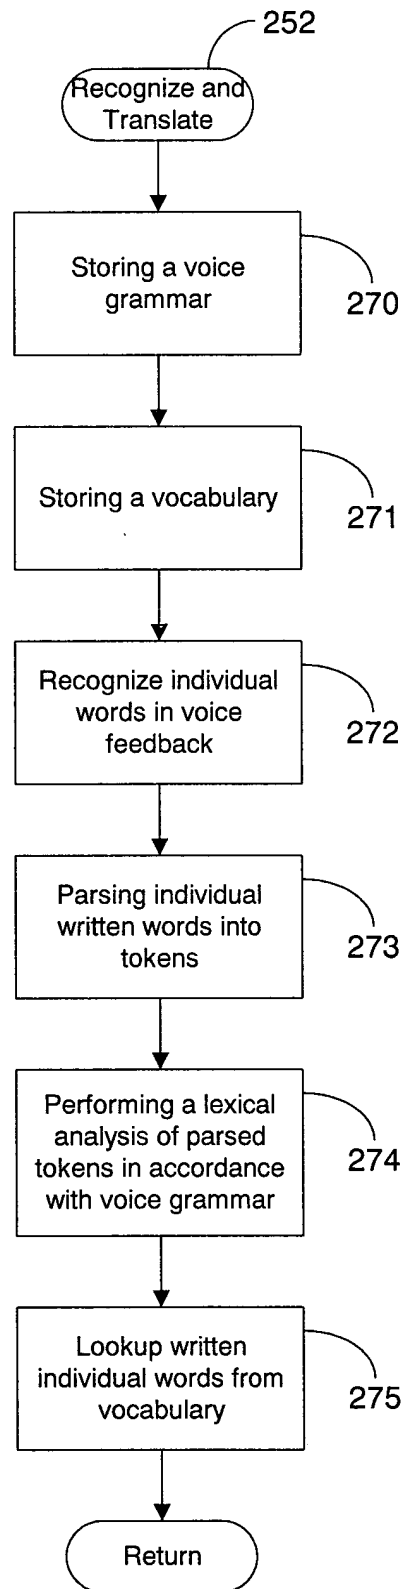 252
Recognize and
Translate
Storing a voice
grammar
270
Storing a vocabulary
271
Recognize individual
words in voice
feedback
272
Parsing individual
written words into
tokens
273
Performing a lexical
analysis of parsed
tokens in accordance
with voice grammar
274
Lookup written
individual words from
vocabulary
275
Return